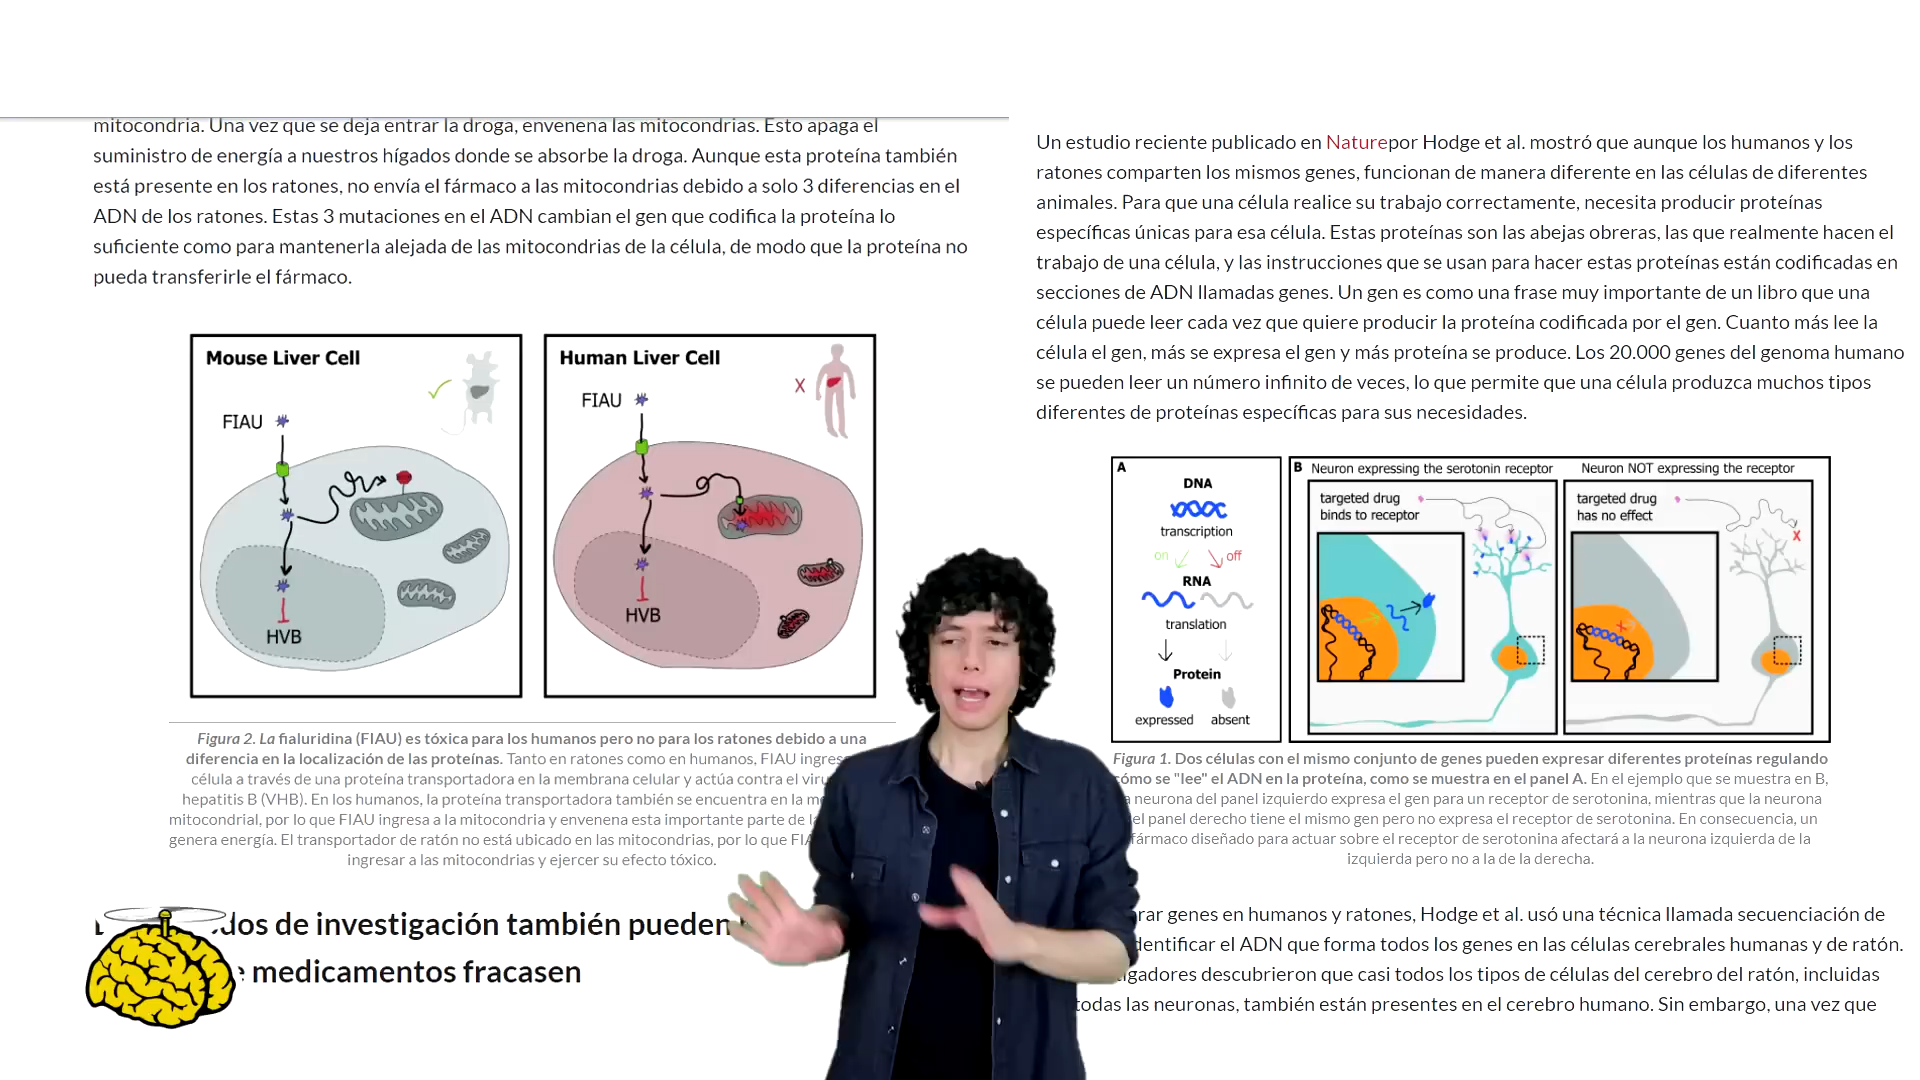 mitocondria. Una vez que se deja entrar la droga, envenena las mitocondrias. Esto apaga el
suministro de energía a nuestros hígados donde se absorbe la droga. Aunque esta proteína también
está presente en los ratones, no envía el fármaco a las mitocondrias debido a solo 3 diferencias en el
ADN de los ratones. Estas 3 mutaciones en el ADN cambian el gen que codifica la proteína lo
suficiente como para mantenerla alejada de las mitocondrias de la célula, de modo que la proteína no
pueda transferirle el fármaco.
Mouse Liver Cell
FIAU
HVB
Human Liver Cell
FIAU
X
HVB
Figura 2. La fialuridina (FIAU) es tóxica para los humanos pero no para los ratones debido a una
diferencia en la localización de las proteínas. Tanto en ratones como en humanos, FIAU
célula a través de una proteína transportadora en la membrana celular y actúa contra el
hepatitis B (VHB). En los humanos, la proteína transportadora también se encuentra en la
mitocondrial, por lo que FIAU ingresa a la mitocondria y envenena esta importante parte de
genera energía. El transportador de ratón no está ubicado en las mitocondrias, por lo que
ingresar a las mitocondrias y ejercer su efecto tóxico.
de investigación también pueden
medicamentos fracasen
Un estudio reciente publicado en Naturepor Hodge et al. mostró que aunque los humanos y los
ratones comparten los mismos genes, funcionan de manera diferente en las células de diferentes
animales. Para que una célula realice su trabajo correctamente, necesita producir proteínas
específicas únicas para esa célula. Estas proteínas son las abejas obreras, las que realmente hacen el
trabajo de una célula, y las instrucciones que se usan para hacer estas proteínas están codificadas en
secciones de ADN llamadas genes. Un gen es como una frase muy importante de un libro que una
célula puede leer cada vez que quiere producir la proteína codificada por el gen. Cuanto más lee la
célula el gen, más se expresa el gen y más proteína se produce. Los 20.000 genes del genoma humano
se pueden leer un número infinito de veces, lo que permite que una célula produzca muchos tipos
diferentes de proteínas específicas para sus necesidades.
A
DNA
transcription
on off
RNA
translation
Protein
expressed absent
B Neuron expressing the serotonin receptor
targeted drug
binds to receptor
Neuron NOT expressing the receptor
targeted drug
has no effect
X
Figura 1. Dos células con el mismo conjunto de genes pueden expresar diferentes proteínas regulando
cómo se "lee" el ADN en la proteína, como se muestra en el panel A. En el ejemplo que se muestra en B,
neurona del panel izquierdo expresa el gen para un receptor de serotonina, mientras que la neurona
el panel derecho tiene el mismo gen pero no expresa el receptor de serotonina. En consecuencia, un
fármaco diseñado para actuar sobre el receptor de serotonina afectará a la neurona izquierda de la
izquierda pero no a la de la derecha.
genes en humanos y ratones, Hodge et al. usó una técnica llamada secuenciación de
el ADN que forma todos los genes en las células cerebrales humanas y de ratón.
descubrieron que casi todos los tipos de células del cerebro del ratón, incluidas
todas las neuronas, también están presentes en el cerebro humano. Sin embargo, una vez que